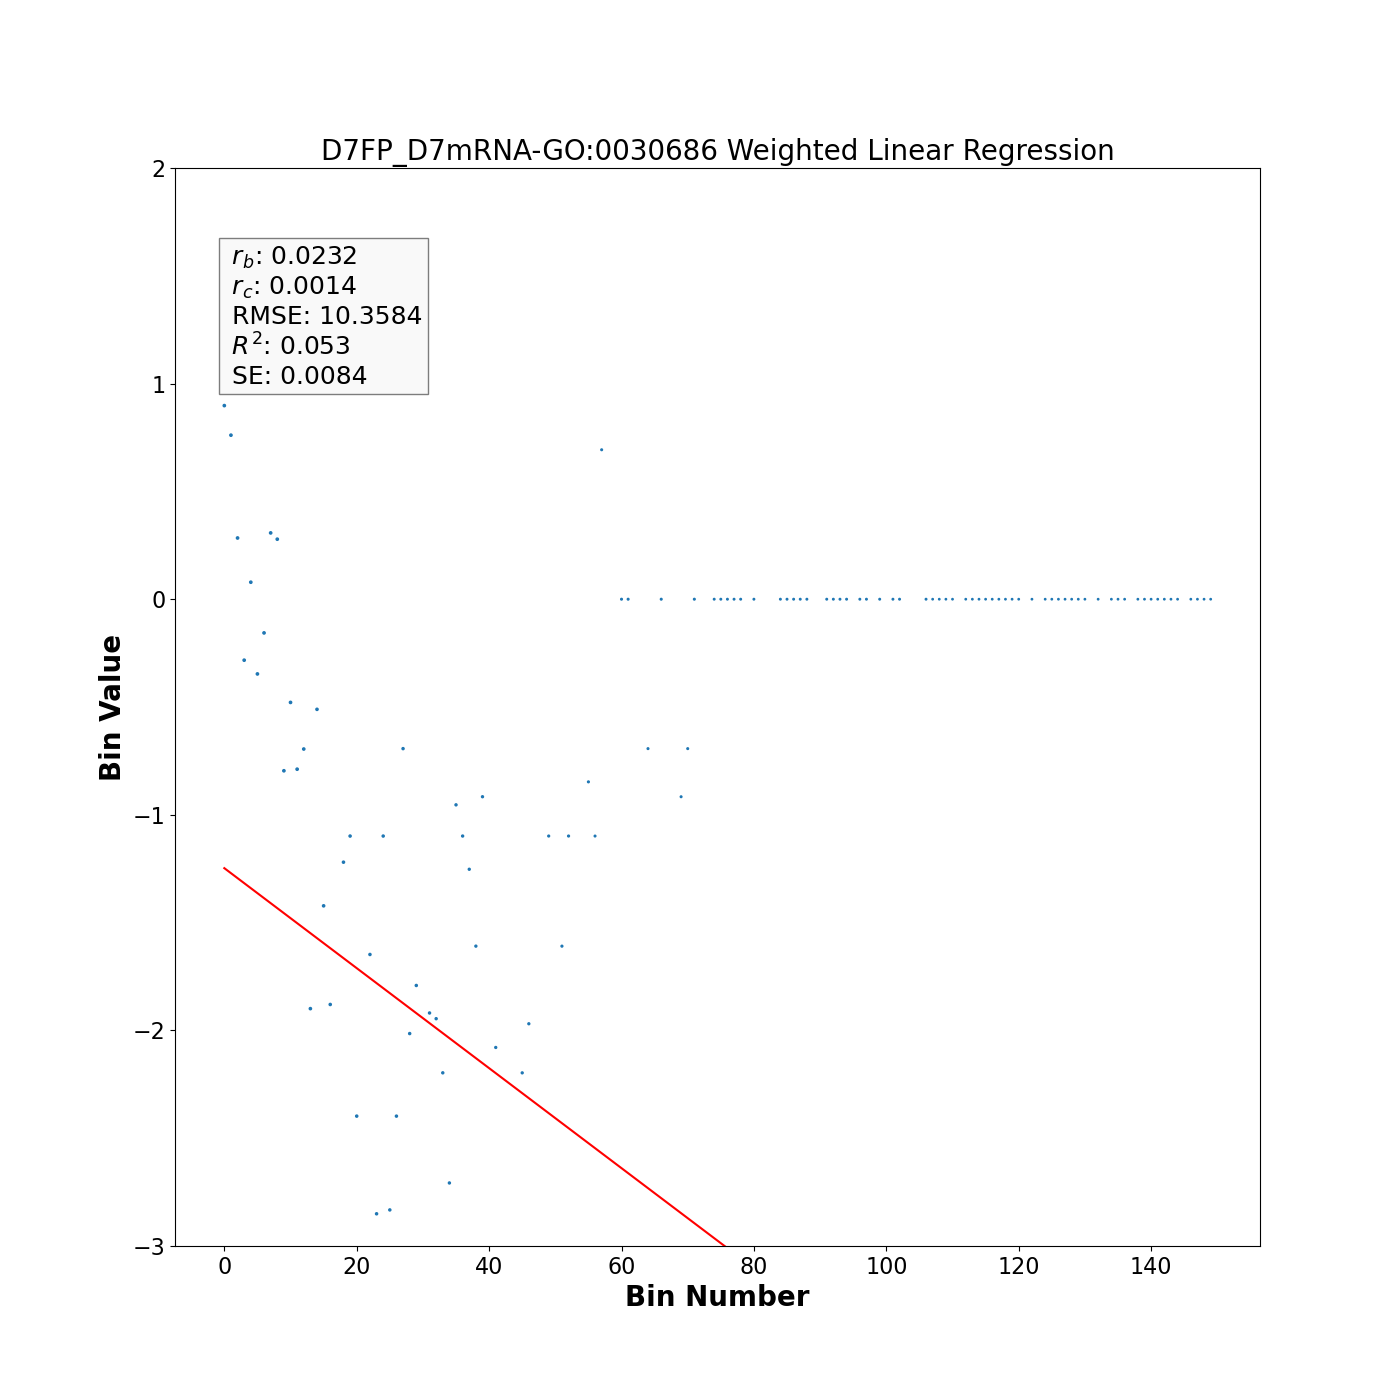 D7FP_D7mRNA-GO:0030686 Weighted Linear Regression
2
1
0
−1
−2
−3
Bin Value
r_b: 0.0232
r_c: 0.0014
RMSE: 10.3584
R²: 0.053
SE: 0.0084
0 20 40 60 80 100 120 140
Bin Number